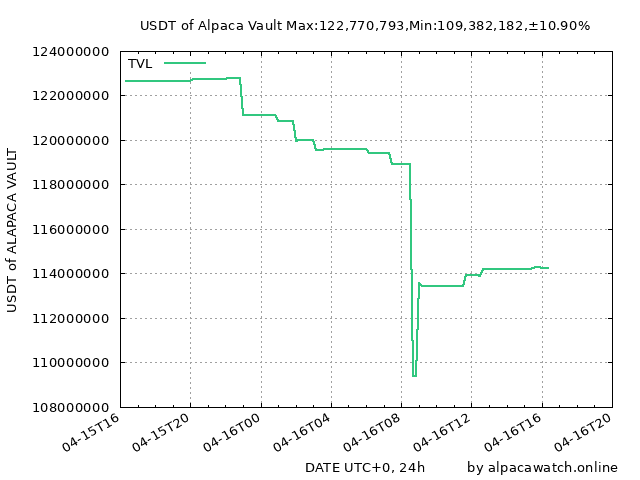 USDT of Alpaca Vault Max:122,770,793,Min:109,382,182,±10.90%
TVL
124000000
122000000
120000000
118000000
116000000
114000000
112000000
110000000
108000000
USDT of ALAPACA VAULT
04-15T16
04-15T20
04-16T00
04-16T04
04-16T08
04-16T12
04-16T16
04-16T20
DATE UTC+0, 24h
by alpacawatch.online